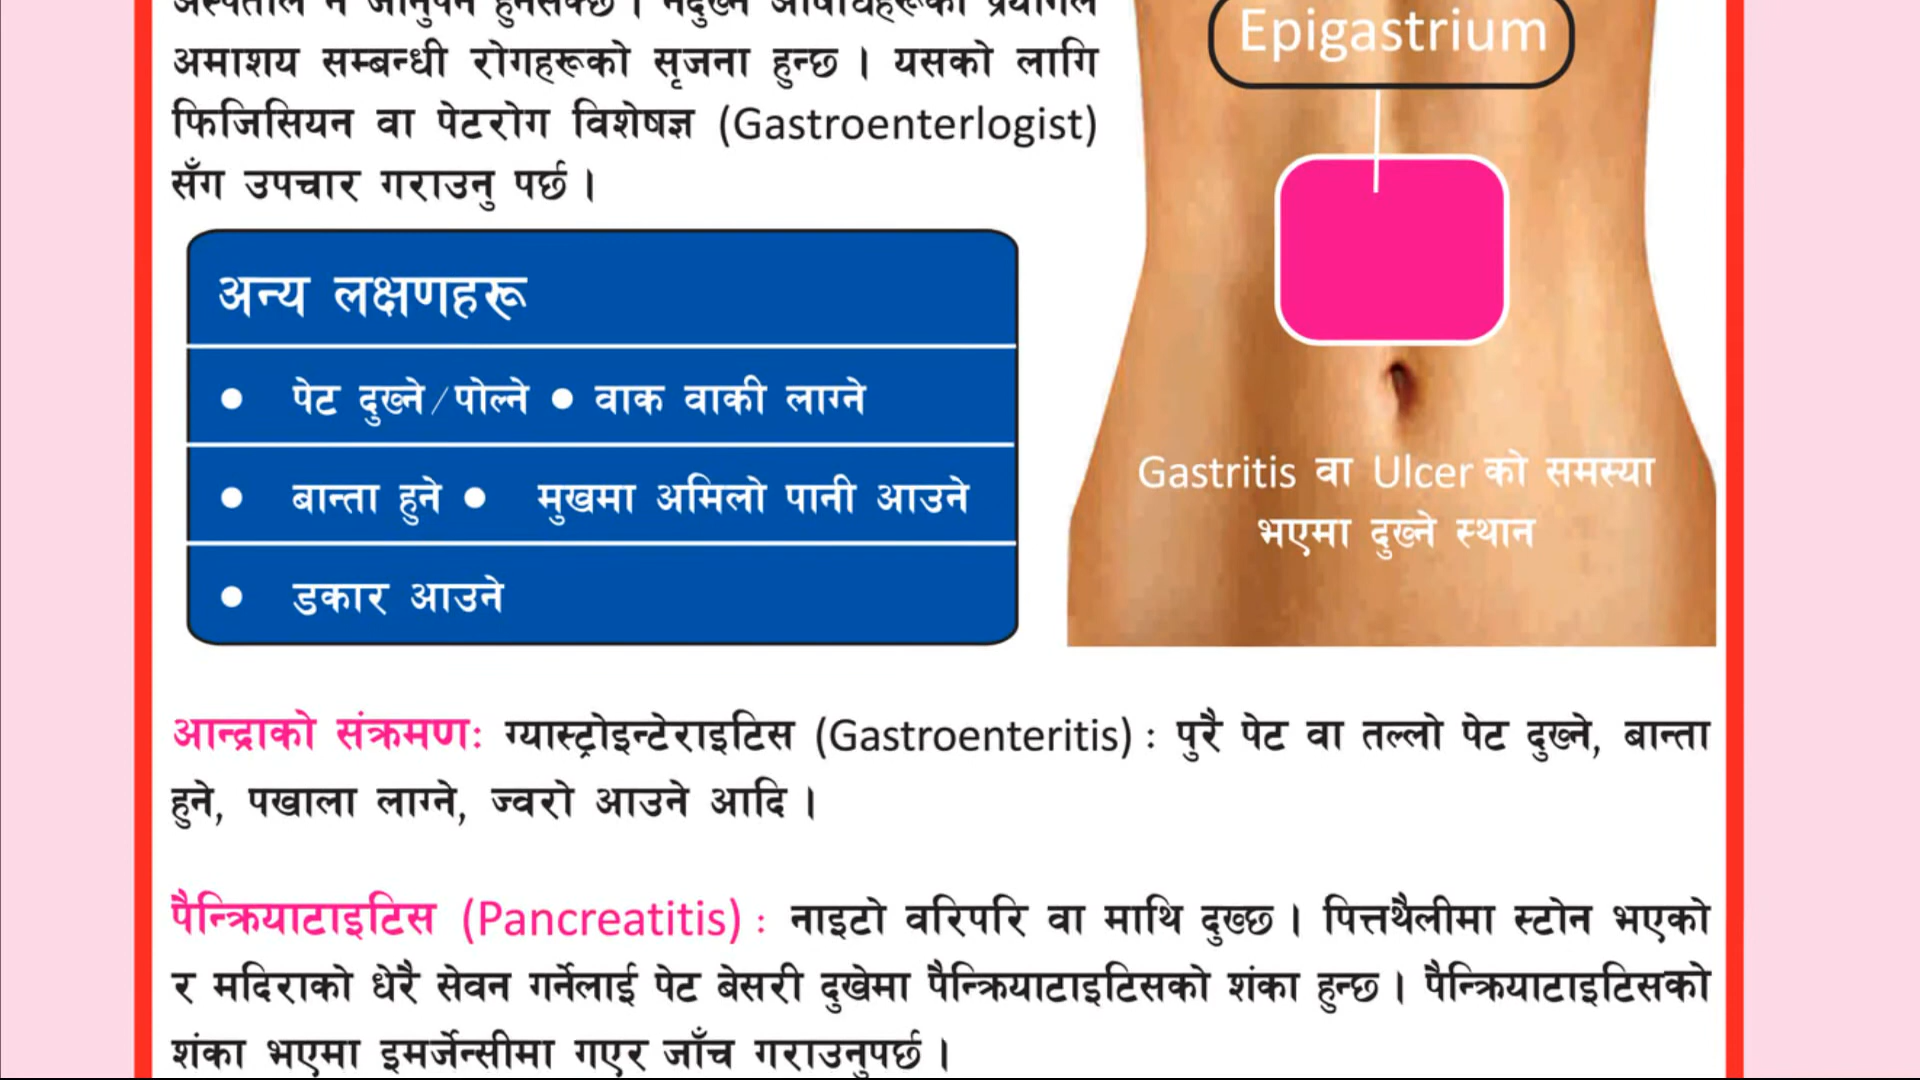 अमाशय सम्बन्धी रोगहरूको सृजना हुन्छ । यसको लागि
फिजिसियन वा पेटरोग विशेषज्ञ (Gastroenterlogist)
सँग उपचार गराउनु पर्छ ।
अन्य लक्षणहरू
● पेट दुख्ने/पोल्ने ● वाक वाकी लाग्ने
● बान्ता हुने ● मुखमा अमिलो पानी आउने
● डकार आउने
Epigastrium
Gastritis वा Ulcer को समस्या
भएमा दुख्ने स्थान
आन्द्राको संक्रमणः ग्यास्ट्रोइन्टेराइटिस (Gastroenteritis) : पुरै पेट वा तल्लो पेट दुख्ने, बान्ता
हुने, पखाला लाग्ने, ज्वरो आउने आदि ।
पैन्क्रियाटाइटिस (Pancreatitis) : नाइटो वरिपरि वा माथि दुख्छ । पित्तथैलीमा स्टोन भएको
र मदिराको धेरै सेवन गर्नेलाई पेट बेसरी दुखेमा पैन्क्रियाटाइटिसको शंका हुन्छ । पैन्क्रियाटाइटिसको
शंका भएमा इमर्जेन्सीमा गएर जाँच गराउनुपर्छ ।